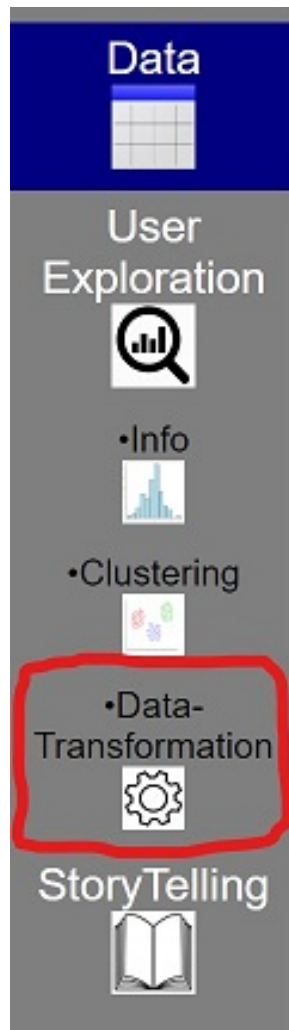 Data
User
Exploration
•Info
•Clustering
•Data-
Transformation
StoryTelling